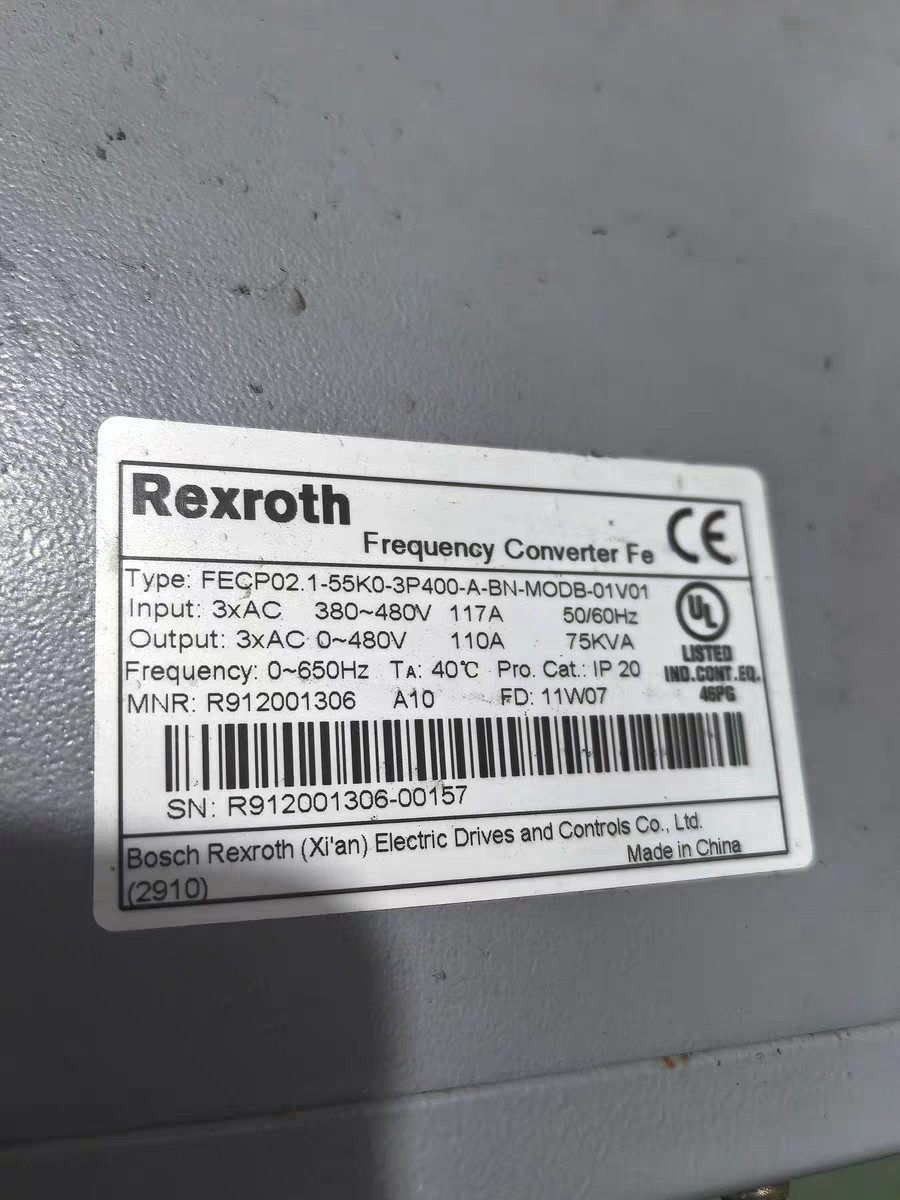 Rexroth
Frequency Converter Fe
CE
Type: FECP02.1-55K0-3P400-A-BN-MODB-01V01
Input: 3xAC 380~480V 117A 50/60Hz
Output: 3xAC 0~480V 110A 75KVA
Frequency: 0~650Hz TA: 40℃ Pro. Cat.: IP 20
MNR: R912001306 A10 FD: 11W07
UL
LISTED
IND.CONT.EQ.
46PG
SN: R912001306-00157
Bosch Rexroth (Xi'an) Electric Drives and Controls Co., Ltd.
(2910)
Made in China